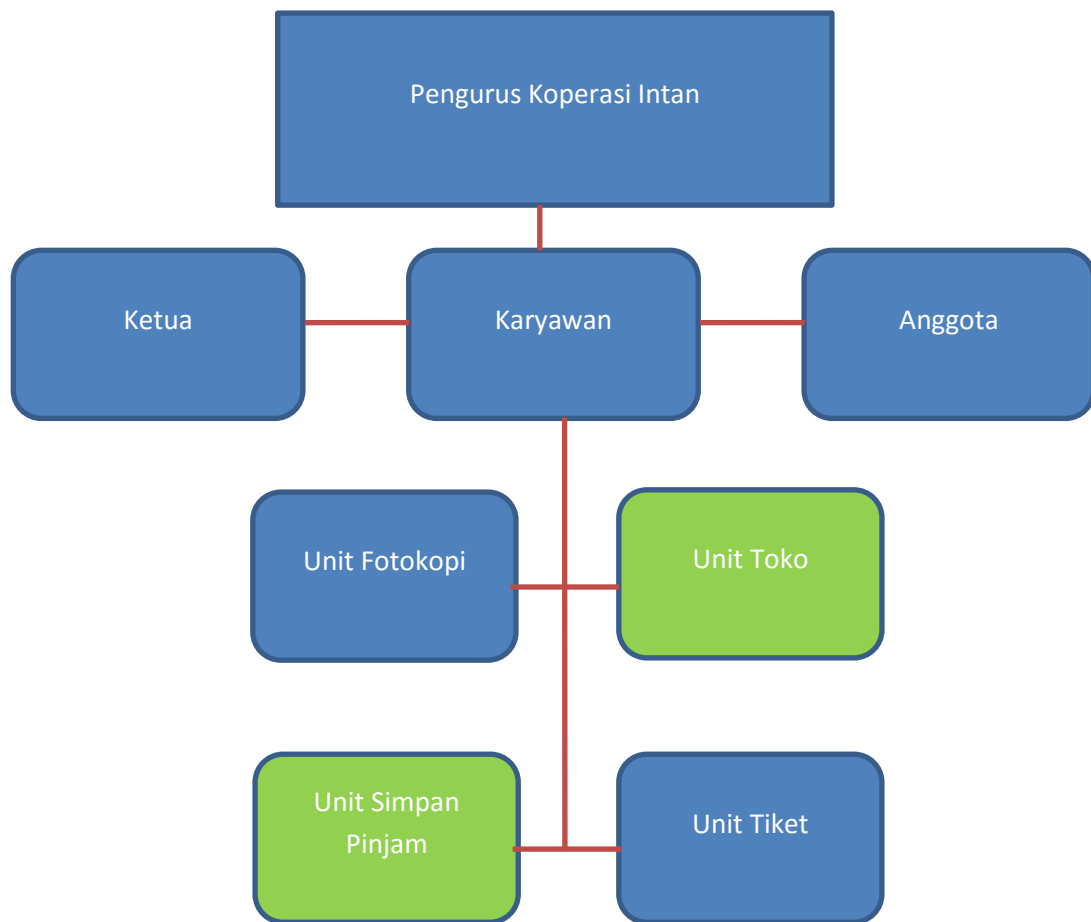 Pengurus Koperasi Intan
Ketua
Karyawan
Anggota
Unit Fotokopi
Unit Toko
Unit Simpan
Pinjam
Unit Tiket